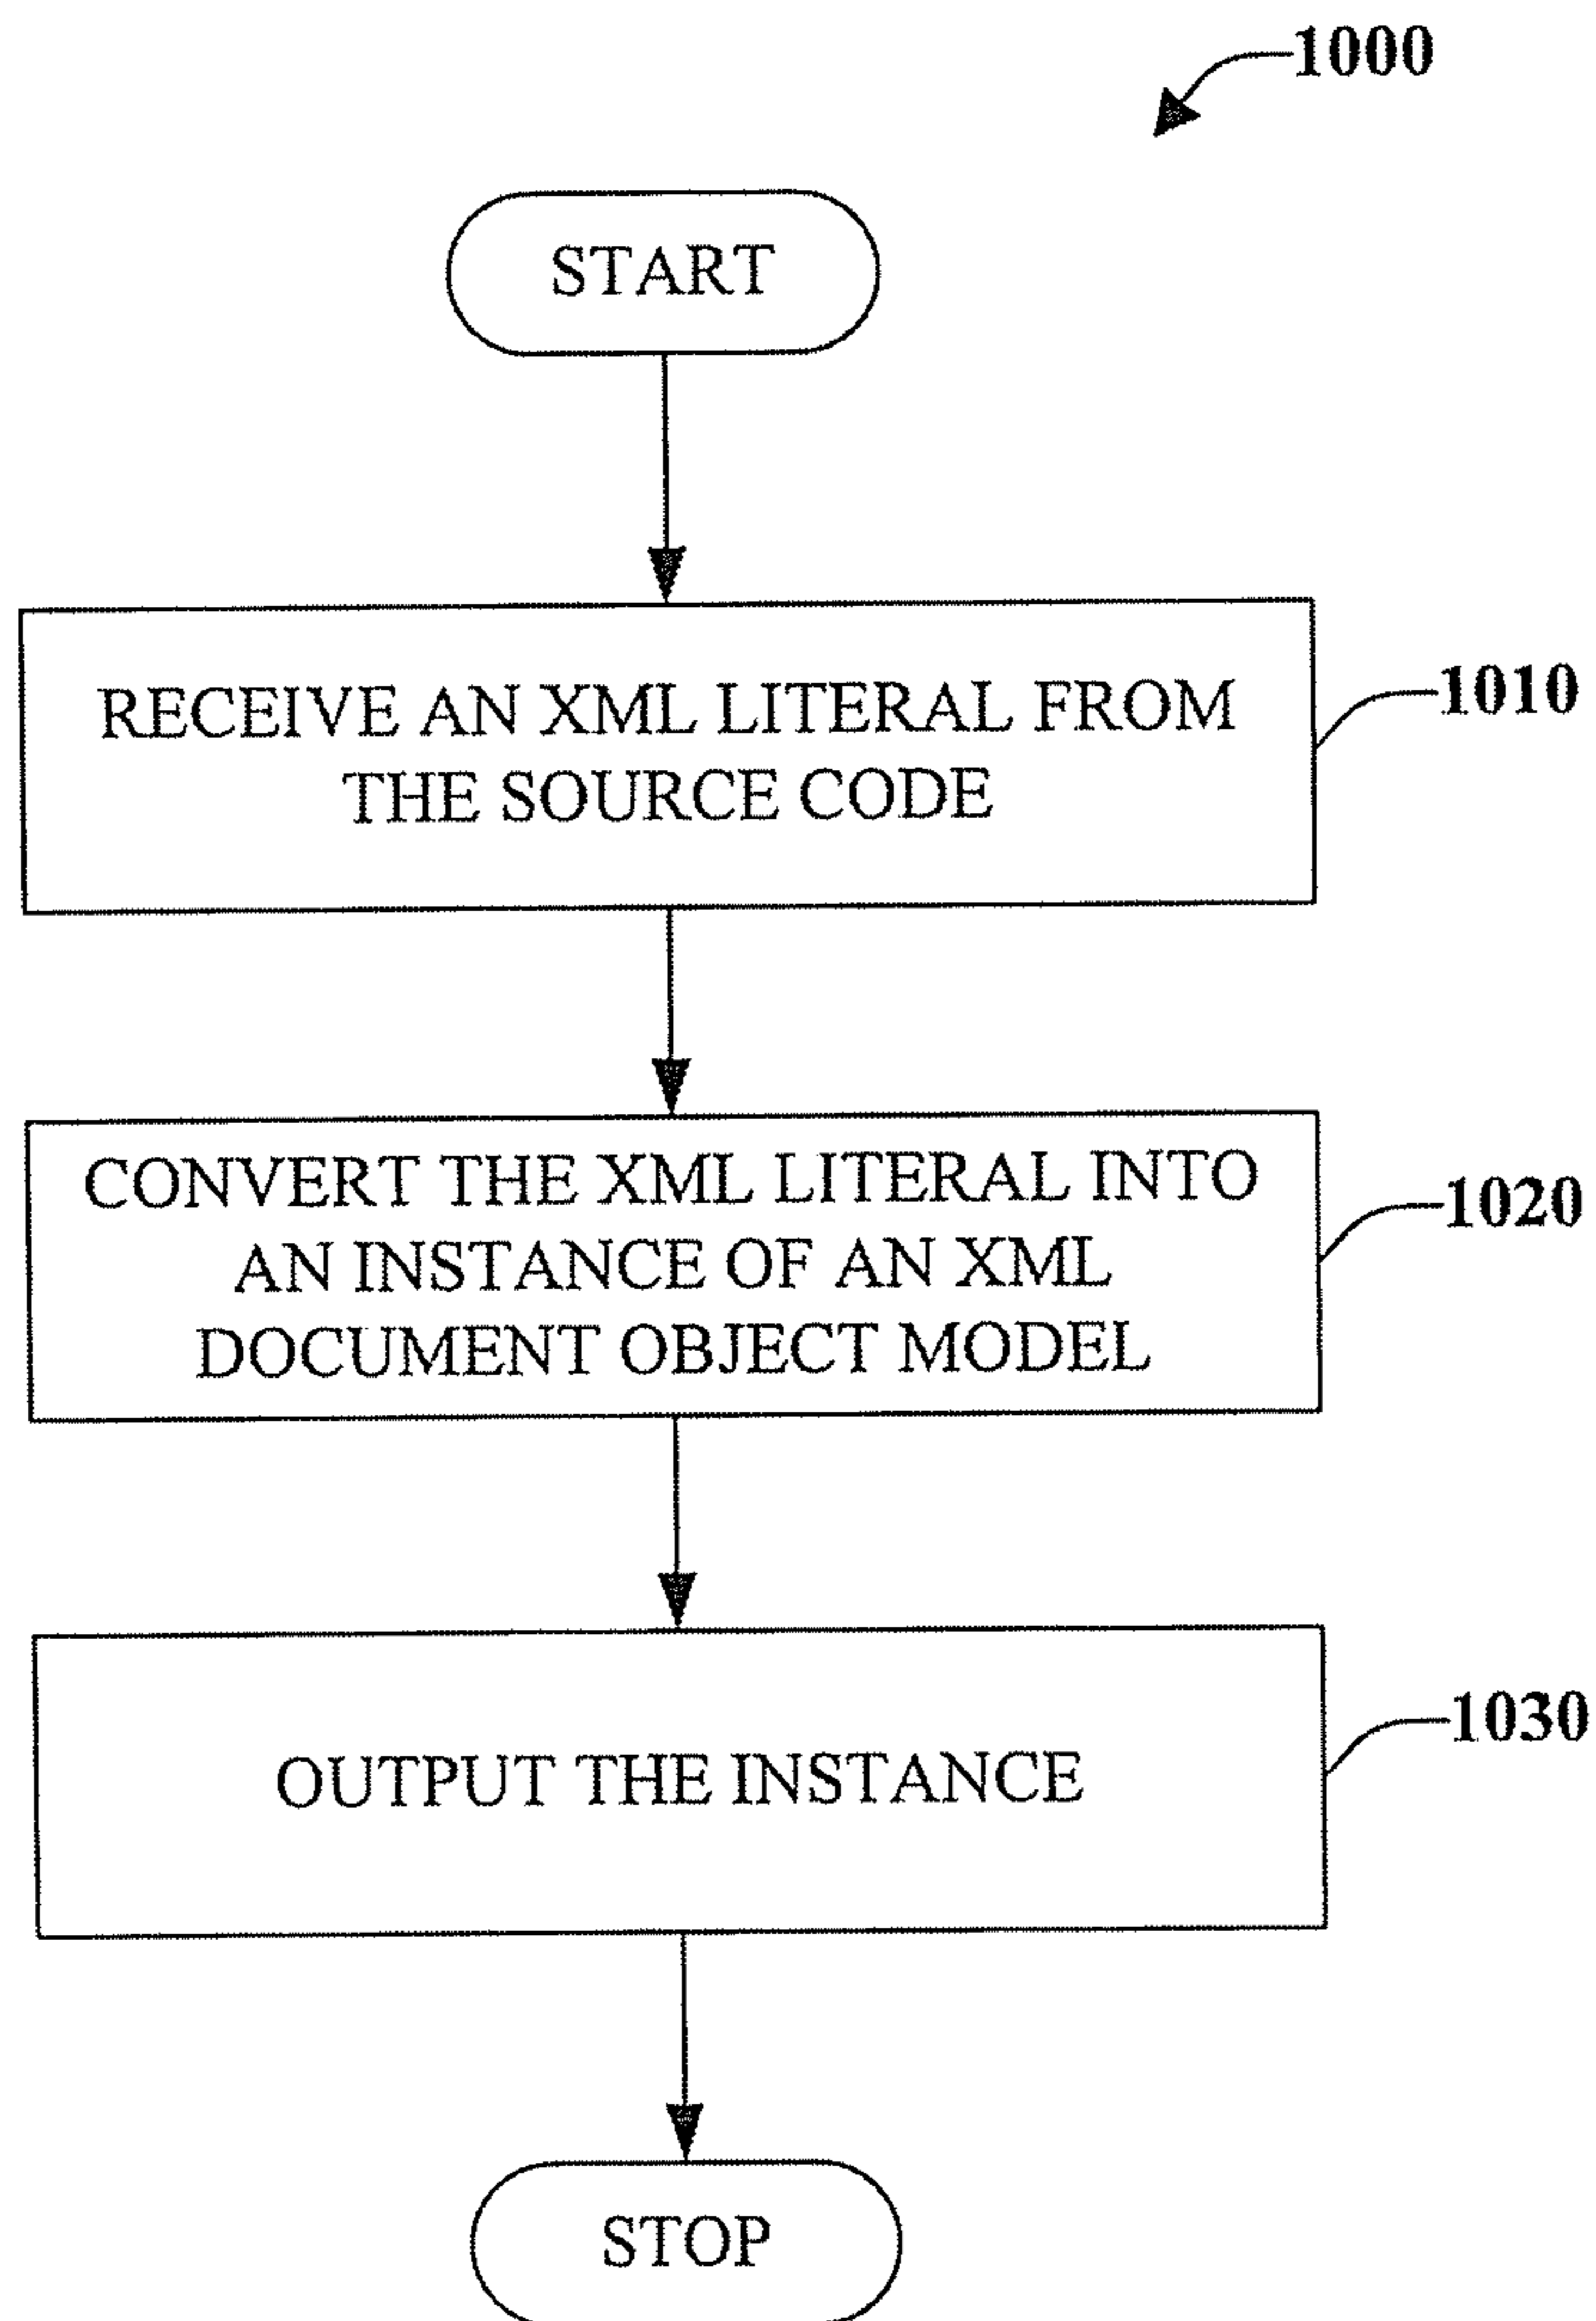 1000
START
RECEIVE AN XML LITERAL FROM
THE SOURCE CODE
1010
CONVERT THE XML LITERAL INTO
AN INSTANCE OF AN XML
DOCUMENT OBJECT MODEL
1020
OUTPUT THE INSTANCE
1030
STOP